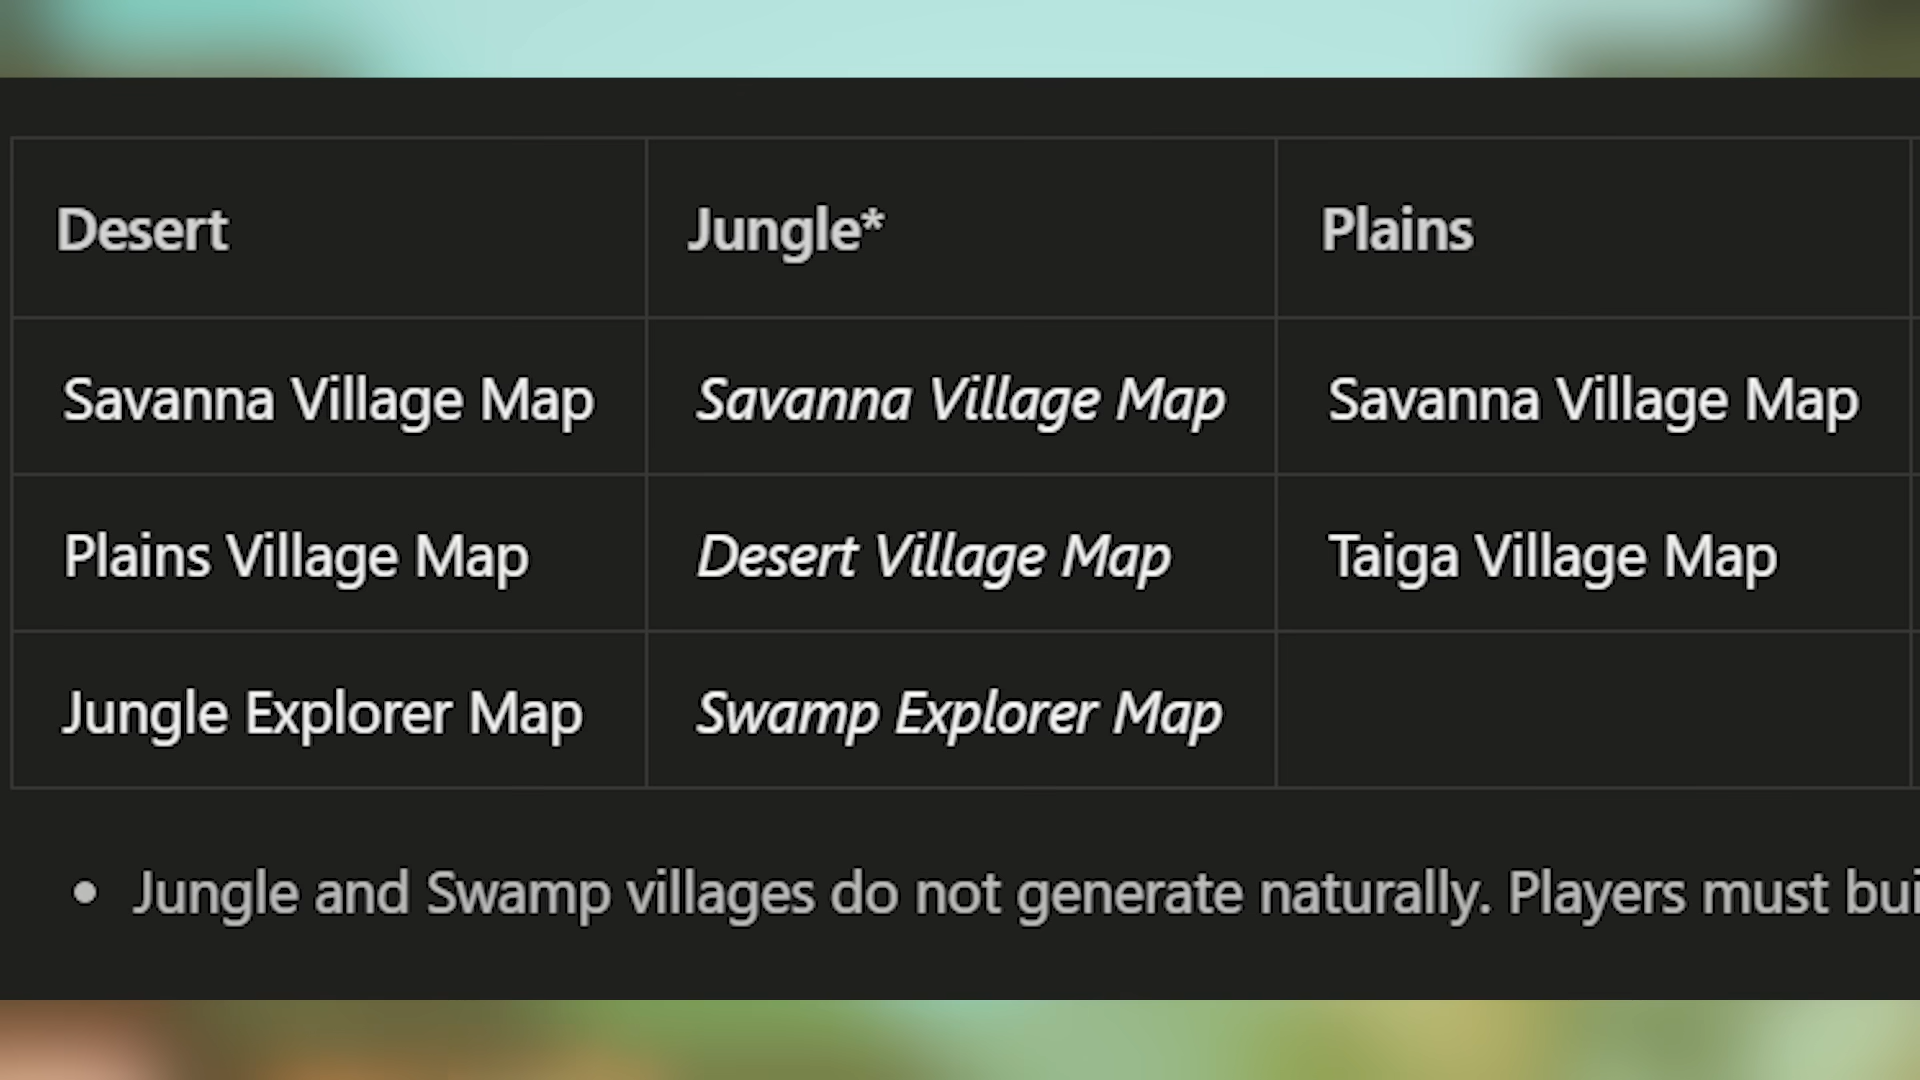 Desert Jungle* Plains
Savanna Village Map Savanna Village Map Savanna Village Map
Plains Village Map Desert Village Map Taiga Village Map
Jungle Explorer Map Swamp Explorer Map
• Jungle and Swamp villages do not generate naturally. Players must